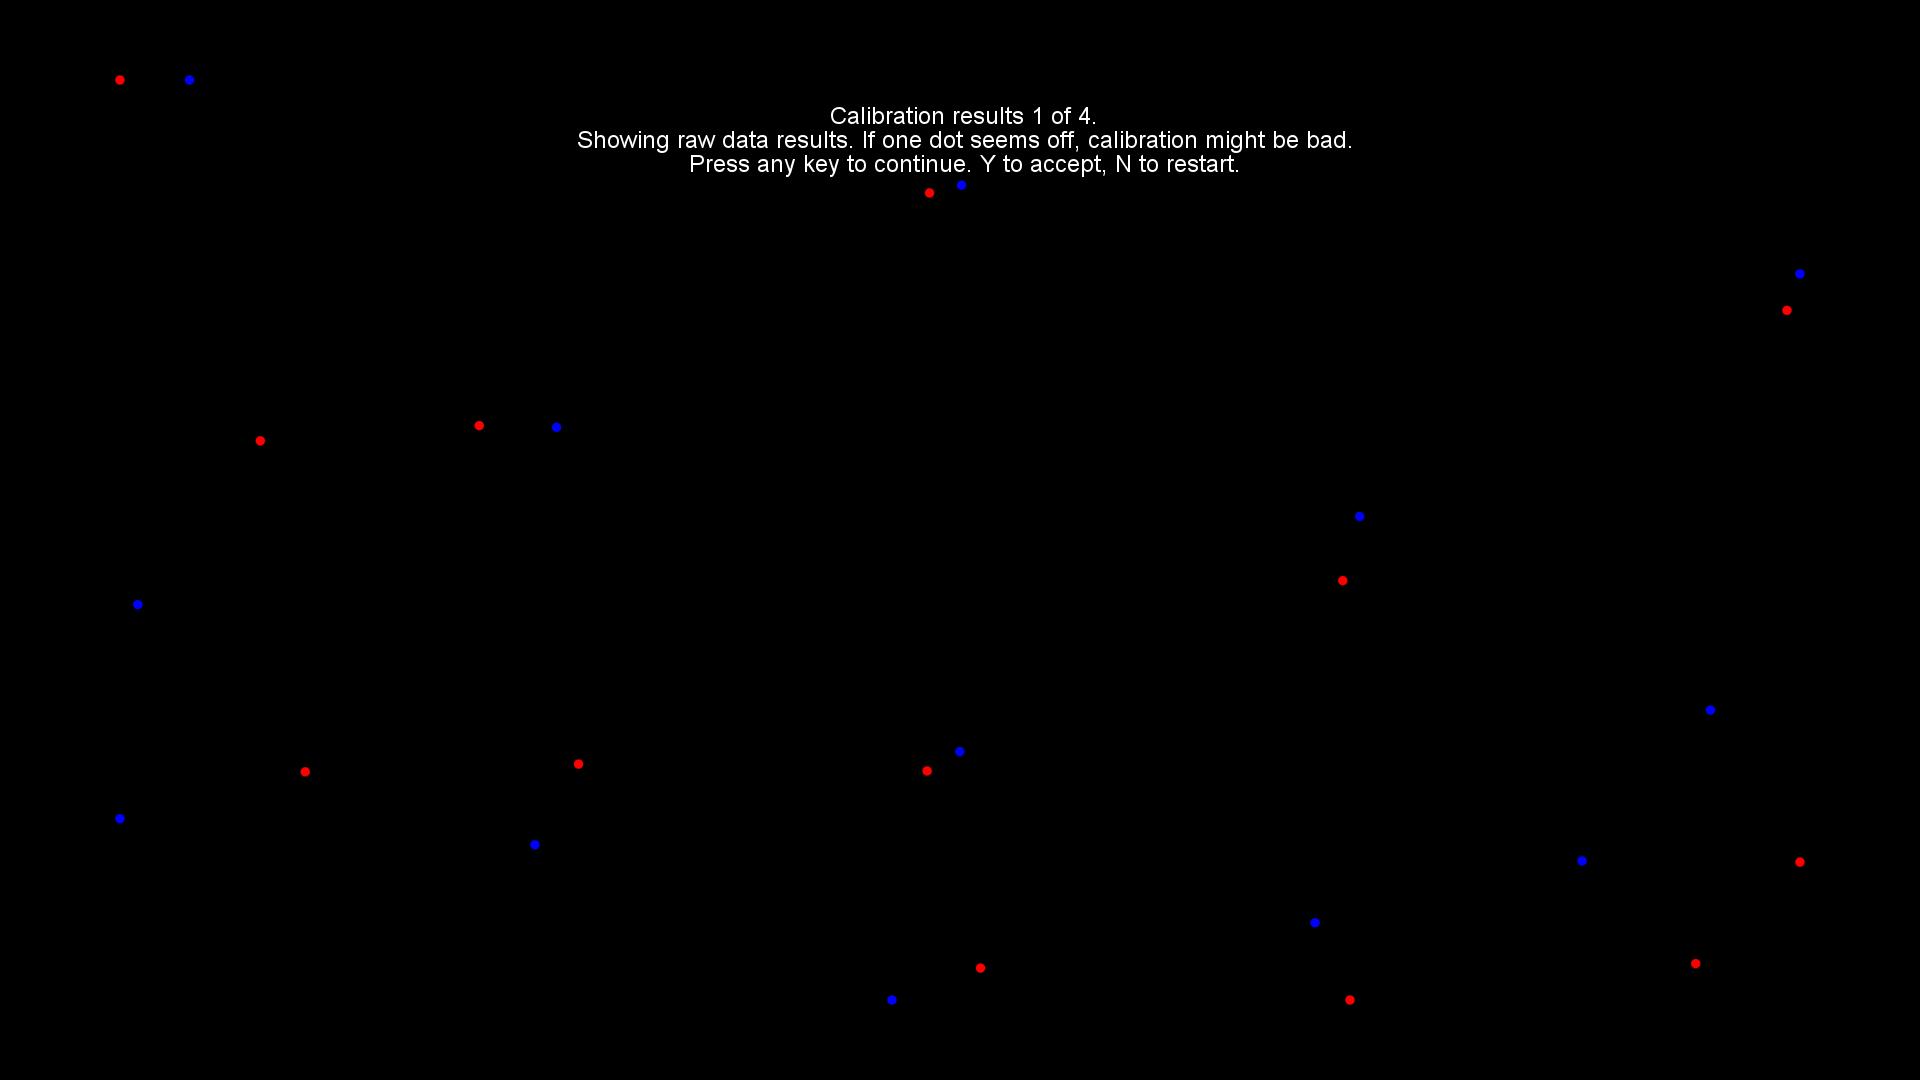 Calibration results 1 of 4.
Showing raw data results. If one dot seems off, calibration might be bad.
Press any key to continue. Y to accept, N to restart.